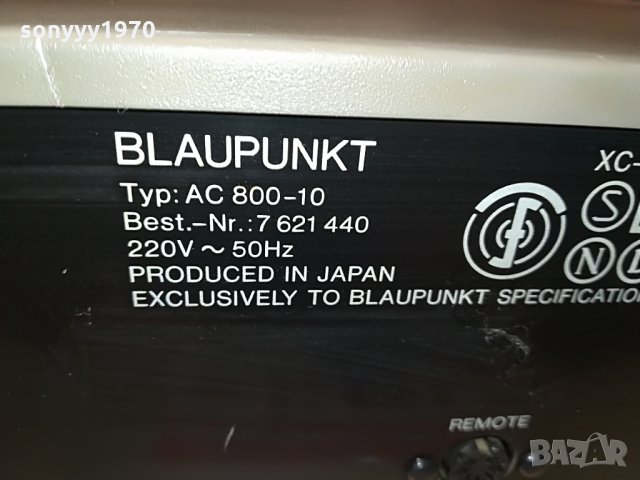 sonyyy1970
BLAUPUNKT
Typ: AC 800-10
Best.-Nr.: 7 621 440
220V ~ 50Hz
PRODUCED IN JAPAN
EXCLUSIVELY TO BLAUPUNKT SPECIFICATION
XC-
S
N
REMOTE
BAZAR